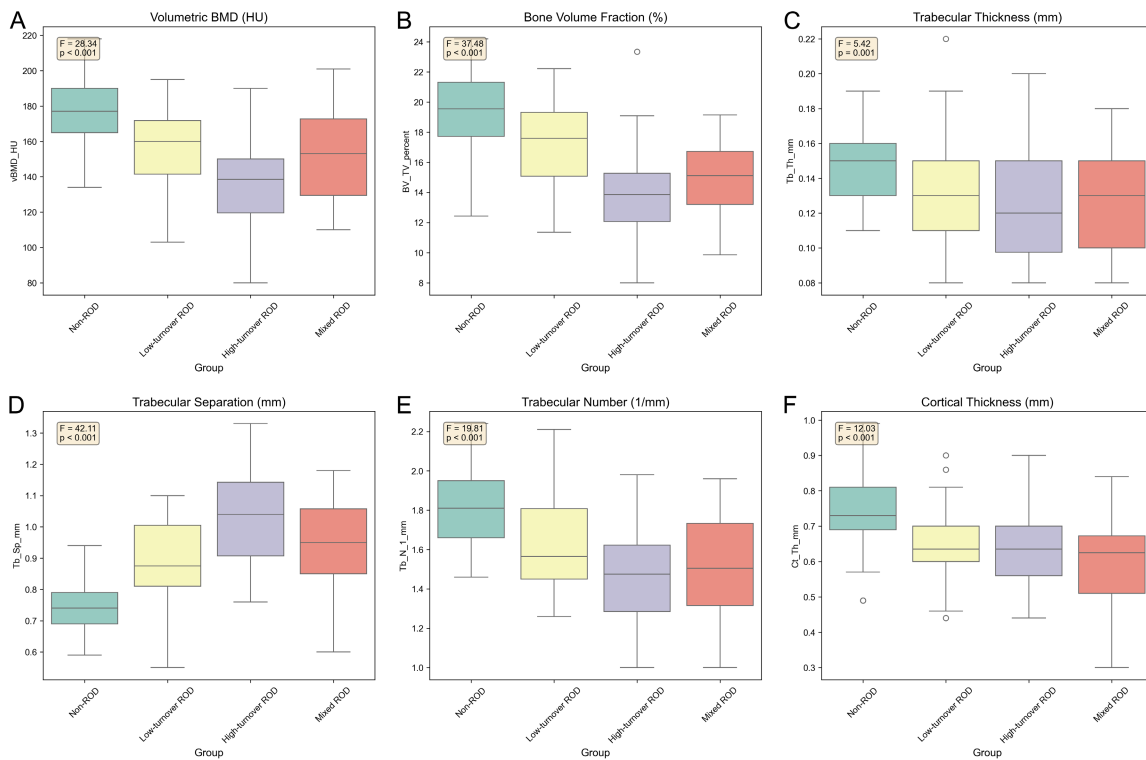 A
Volumetric BMD (HU)
F = 28.34
p < 0.001
220
200
180
160
140
120
100
80
vBMD_HU
Non-ROD
Low-turnover ROD
High-turnover ROD
Mixed ROD
Group
B
Bone Volume Fraction (%)
F = 37.48
p < 0.001
24
22
20
18
16
14
12
10
8
BV_TV_percent
Non-ROD
Low-turnover ROD
High-turnover ROD
Mixed ROD
Group
C
Trabecular Thickness (mm)
F = 5.42
p = 0.001
0.22
0.20
0.18
0.16
0.14
0.12
0.10
0.08
Tb_Th_mm
Non-ROD
Low-turnover ROD
High-turnover ROD
Mixed ROD
Group
D
Trabecular Separation (mm)
F = 42.11
p < 0.001
1.3
1.2
1.1
1.0
0.9
0.8
0.7
0.6
Tb_Sp_mm
Non-ROD
Low-turnover ROD
High-turnover ROD
Mixed ROD
Group
E
Trabecular Number (1/mm)
F = 19.81
p < 0.001
2.2
2.0
1.8
1.6
1.4
1.2
1.0
Tb_N_1_mm
Non-ROD
Low-turnover ROD
High-turnover ROD
Mixed ROD
Group
F
Cortical Thickness (mm)
F = 12.03
p < 0.001
1.0
0.9
0.8
0.7
0.6
0.5
0.4
0.3
Ct_Th_mm
Non-ROD
Low-turnover ROD
High-turnover ROD
Mixed ROD
Group